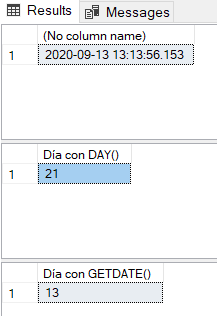 Results Messages
(No column name)
1 2020-09-13 13:13:56.153
Día con DAY()
1 21
Día con GETDATE()
1 13